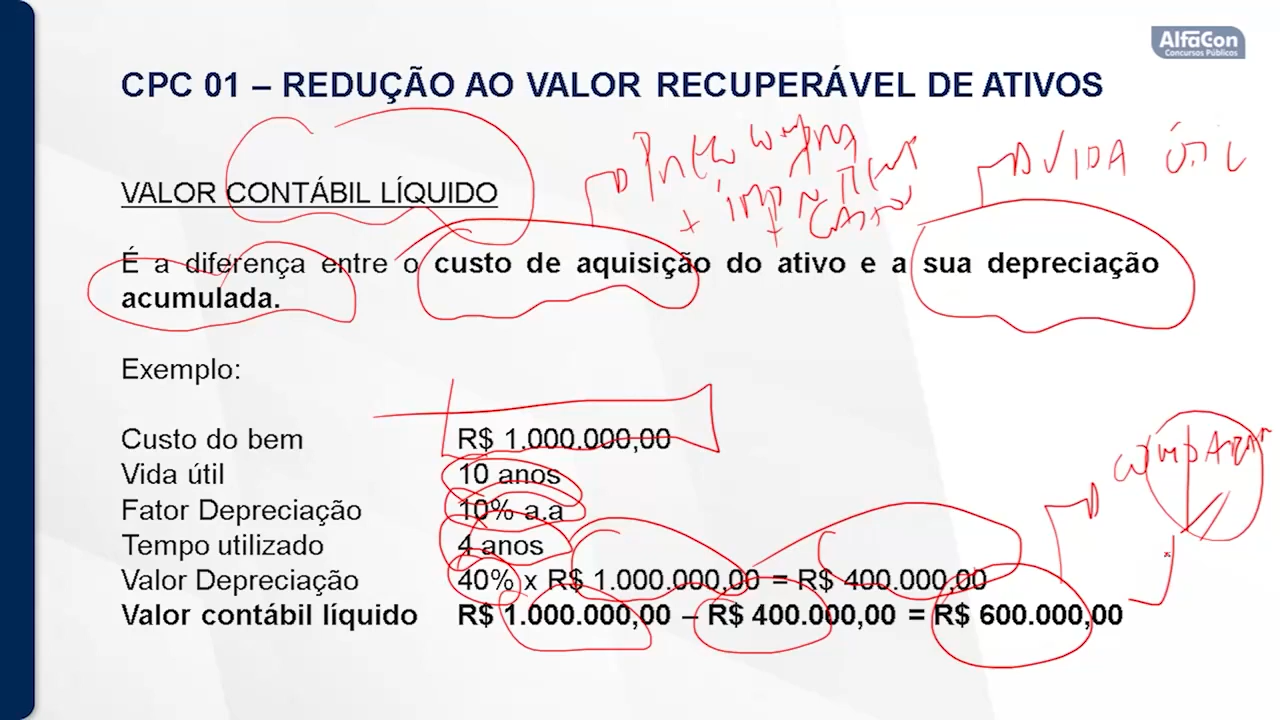 AlfaCon
Concursos Públicos
CPC 01 – REDUÇÃO AO VALOR RECUPERÁVEL DE ATIVOS
VIDA ÚTIL
+ +
VALOR CONTÁBIL LÍQUIDO
É a diferença entre o custo de aquisição do ativo e a sua depreciação
acumulada.
Exemplo:
Custo do bem R$ 1.000.000,00
Vida útil 10 anos
Fator Depreciação 10% a.a
Tempo utilizado 4 anos
Valor Depreciação 40% x R$ 1.000.000,00 = R$ 400.000,00
Valor contábil líquido R$ 1.000.000,00 – R$ 400.000,00 = R$ 600.000,00